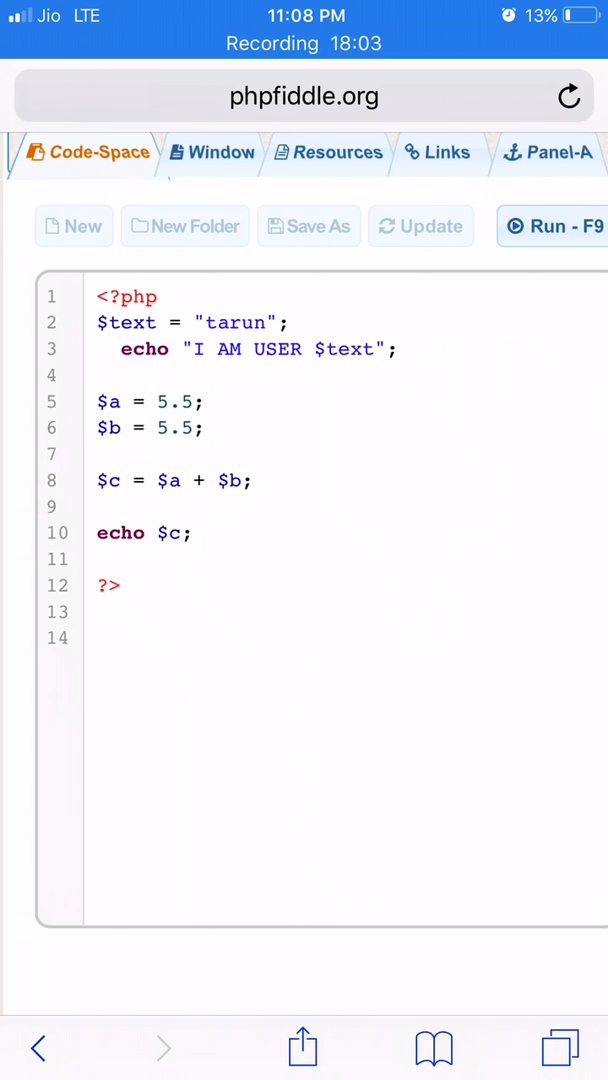 Jio LTE 11:08 PM 13%
Recording 18:03
phpfiddle.org
Code-Space Window Resources Links Panel-A
New New Folder Save As Update Run - F9
1 <?php
2 $text = "tarun";
3 echo "I AM USER $text";
4
5 $a = 5.5;
6 $b = 5.5;
7
8 $c = $a + $b;
9
10 echo $c;
11
12 ?>
13
14